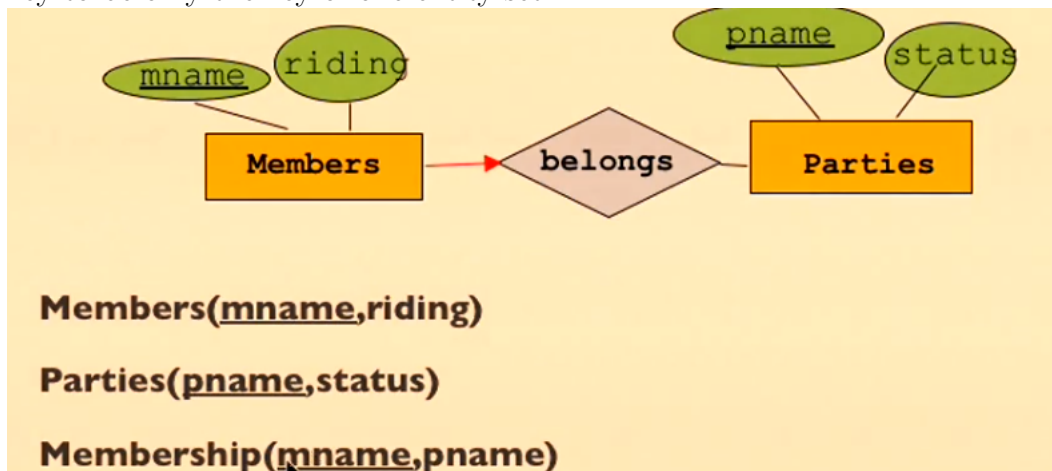 mname riding pname status
Members belongs Parties
Members(mname,riding)
Parties(pname,status)
Membership(mname,pname)